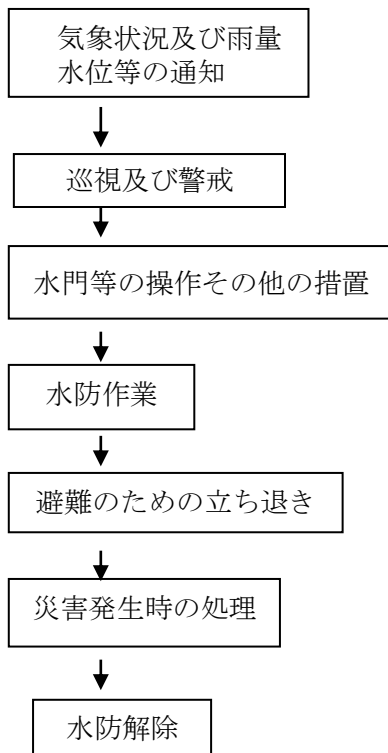 気象状況及び雨量
水位等の通知
巡視及び警戒
水門等の操作その他の措置
水防作業
避難のための立ち退き
災害発生時の処理
水防解除